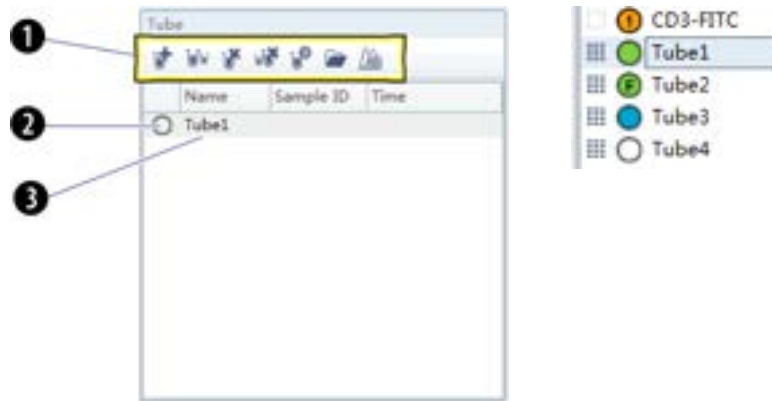 Tube
1
Name Sample ID Time
2
Tube1
3
! CD3-FITC
Tube1
F Tube2
Tube3
Tube4